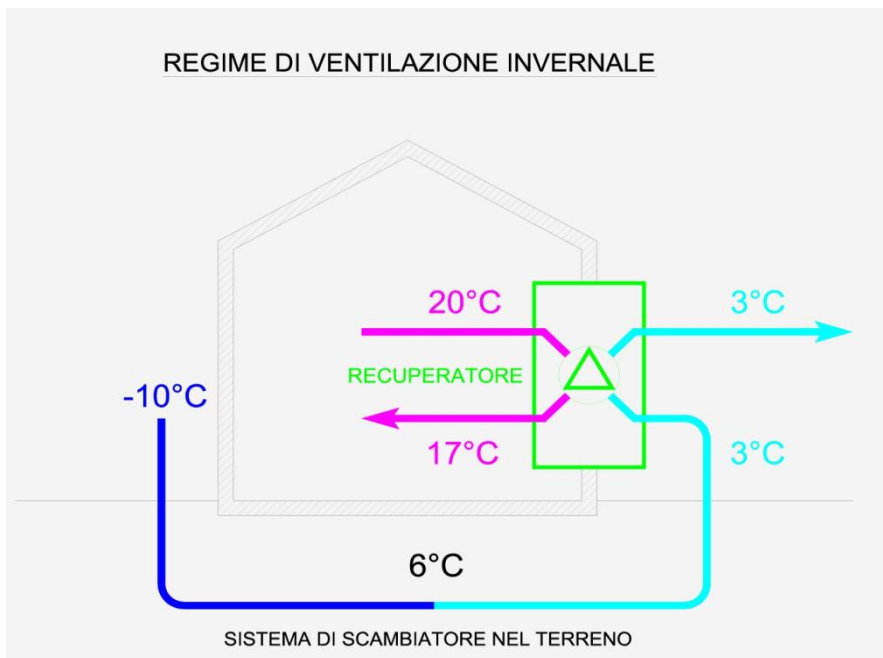 REGIME DI VENTILAZIONE INVERNALE
20°C
3°C
RECUPERATORE
-10°C
17°C
3°C
6°C
SISTEMA DI SCAMBIATORE NEL TERRENO